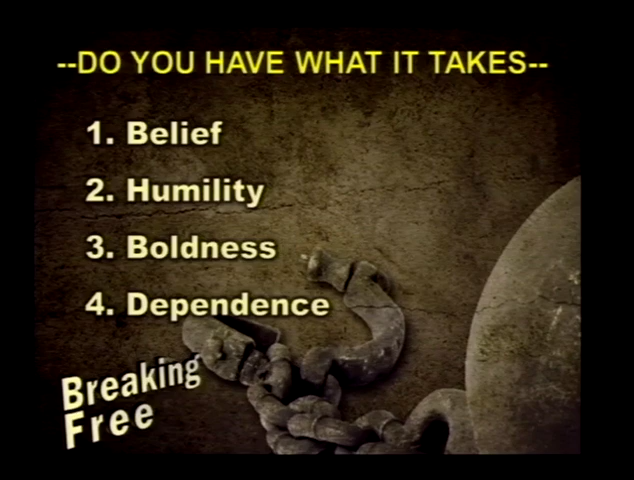 --DO YOU HAVE WHAT IT TAKES--
1. Belief
2. Humility
3. Boldness
4. Dependence
Breaking
Free